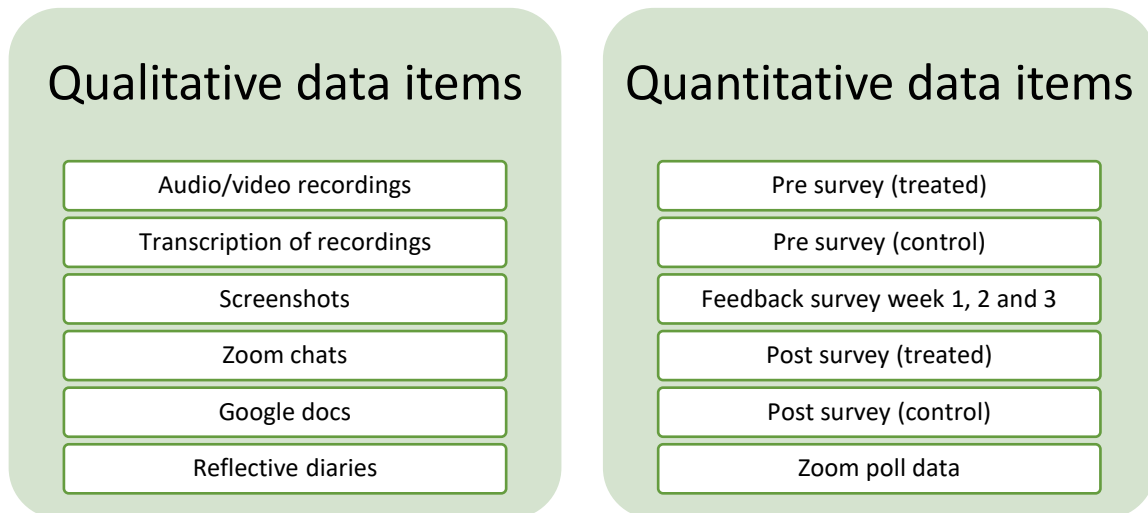 Qualitative data items
Audio/video recordings
Transcription of recordings
Screenshots
Zoom chats
Google docs
Reflective diaries
Quantitative data items
Pre survey (treated)
Pre survey (control)
Feedback survey week 1, 2 and 3
Post survey (treated)
Post survey (control)
Zoom poll data